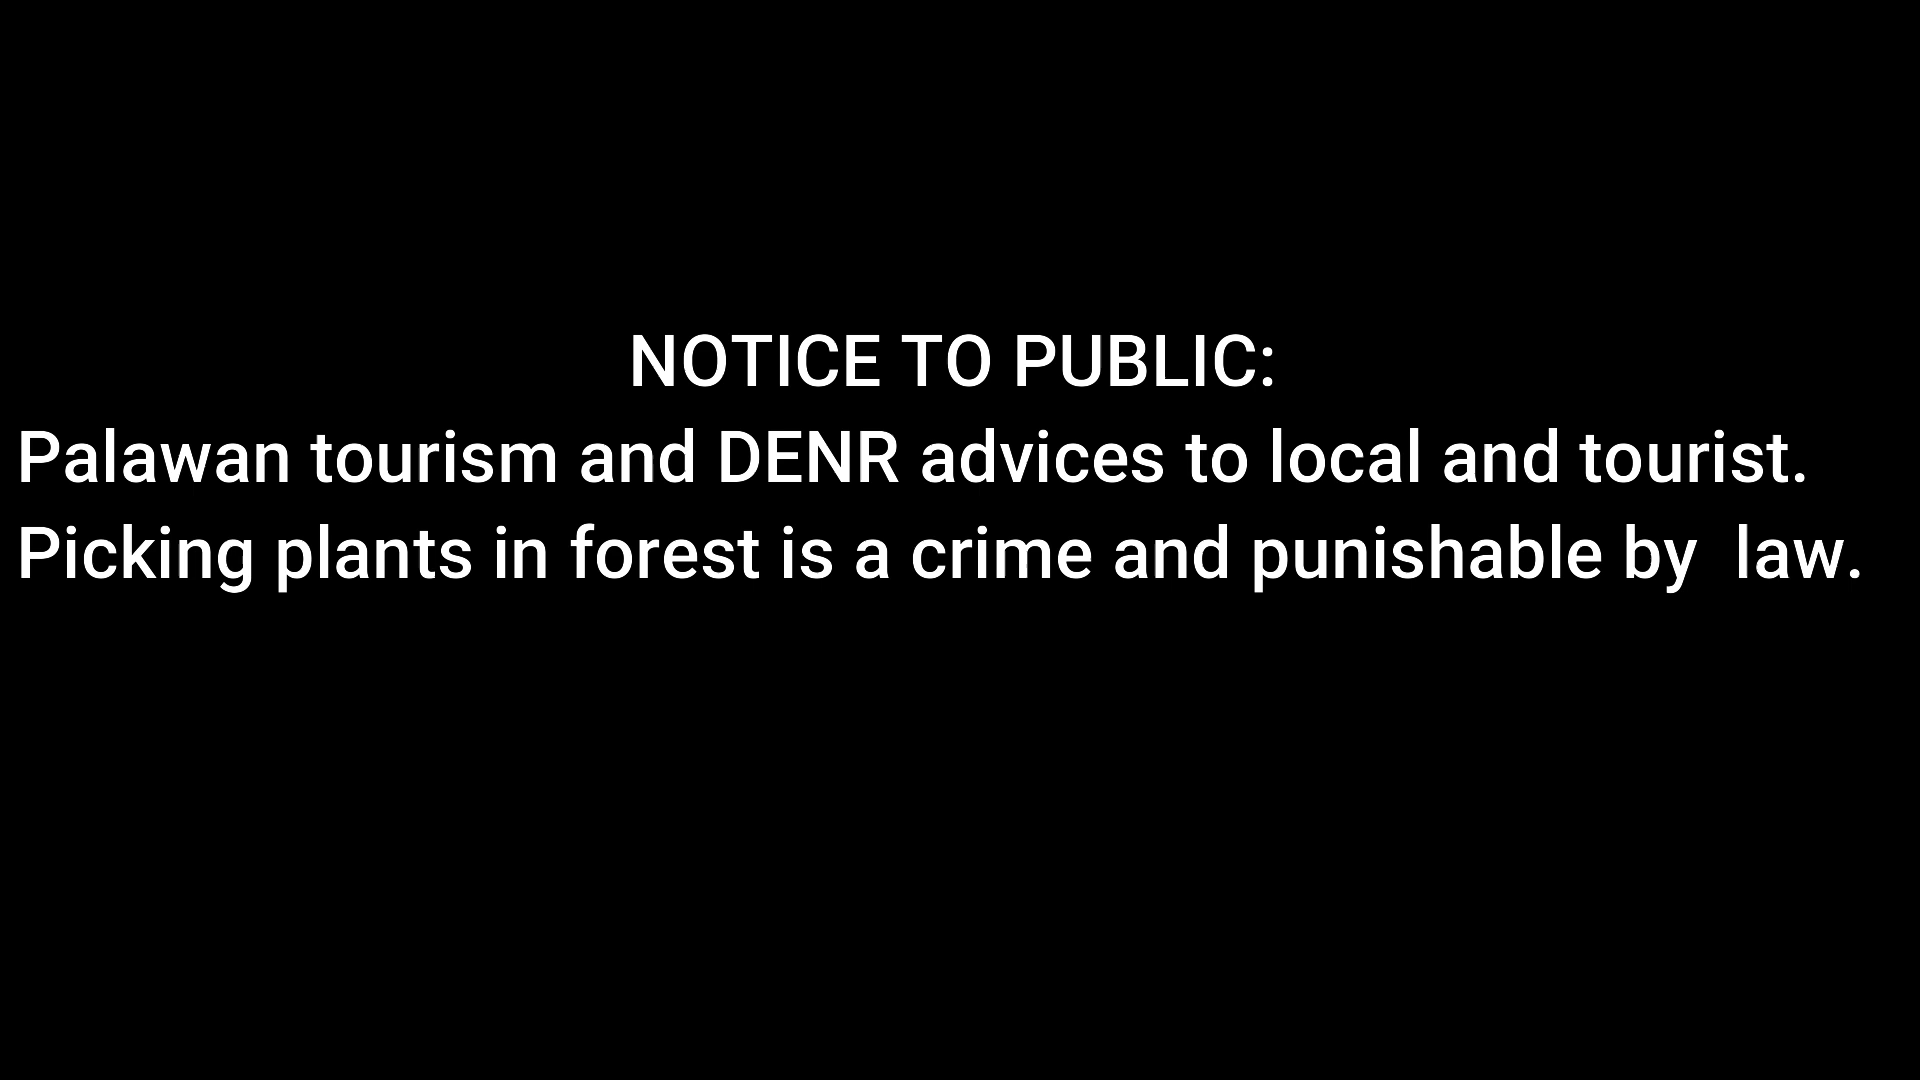 NOTICE TO PUBLIC:
Palawan tourism and DENR advices to local and tourist.
Picking plants in forest is a crime and punishable by  law.